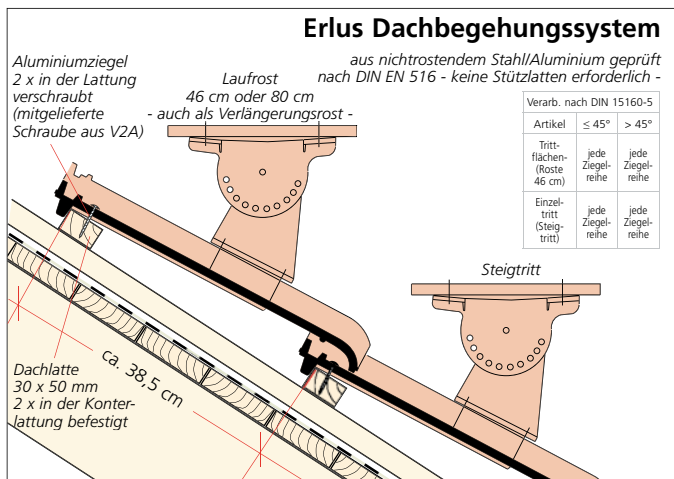 Erlus Dachbegehungssystem
aus nichtrostendem Stahl/Aluminium geprüft
nach DIN EN 516 - keine Stützlatten erforderlich -
Aluminiumziegel
2 x in der Lattung
verschraubt
(mitgelieferte
Schraube aus V2A)
Laufrost
46 cm oder 80 cm
- auch als Verlängerungsrost -
Verarb. nach DIN 15160-5
Artikel ≤ 45° > 45°
Tritt-
flächen-
(Roste
46 cm)
jede
Ziegel-
reihe
jede
Ziegel-
reihe
Einzel-
tritt
(Steig-
tritt)
jede
Ziegel-
reihe
jede
Ziegel-
reihe
Steigtritt
ca. 38,5 cm
Dachlatte
30 x 50 mm
2 x in der Konter-
lattung befestigt